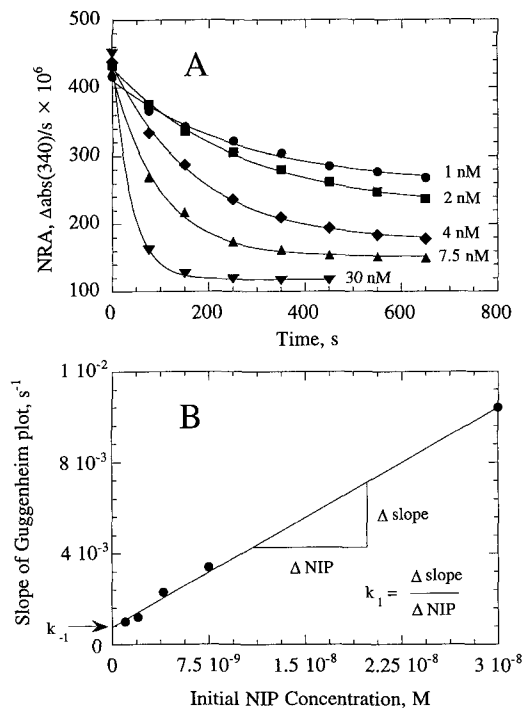 A
NRA, Δabs(340)/s × 10⁶
500
400
300
200
100
1 nM
2 nM
4 nM
7.5 nM
30 nM
0 200 400 600 800
Time, s
B
Slope of Guggenheim plot, s⁻¹
1 10⁻²
8 10⁻³
4 10⁻³
0
k₋₁
Δ slope
Δ NIP
k₁ = Δ slope / Δ NIP
0 7.5 10⁻⁹ 1.5 10⁻⁸ 2.25 10⁻⁸ 3 10⁻⁸
Initial NIP Concentration, M